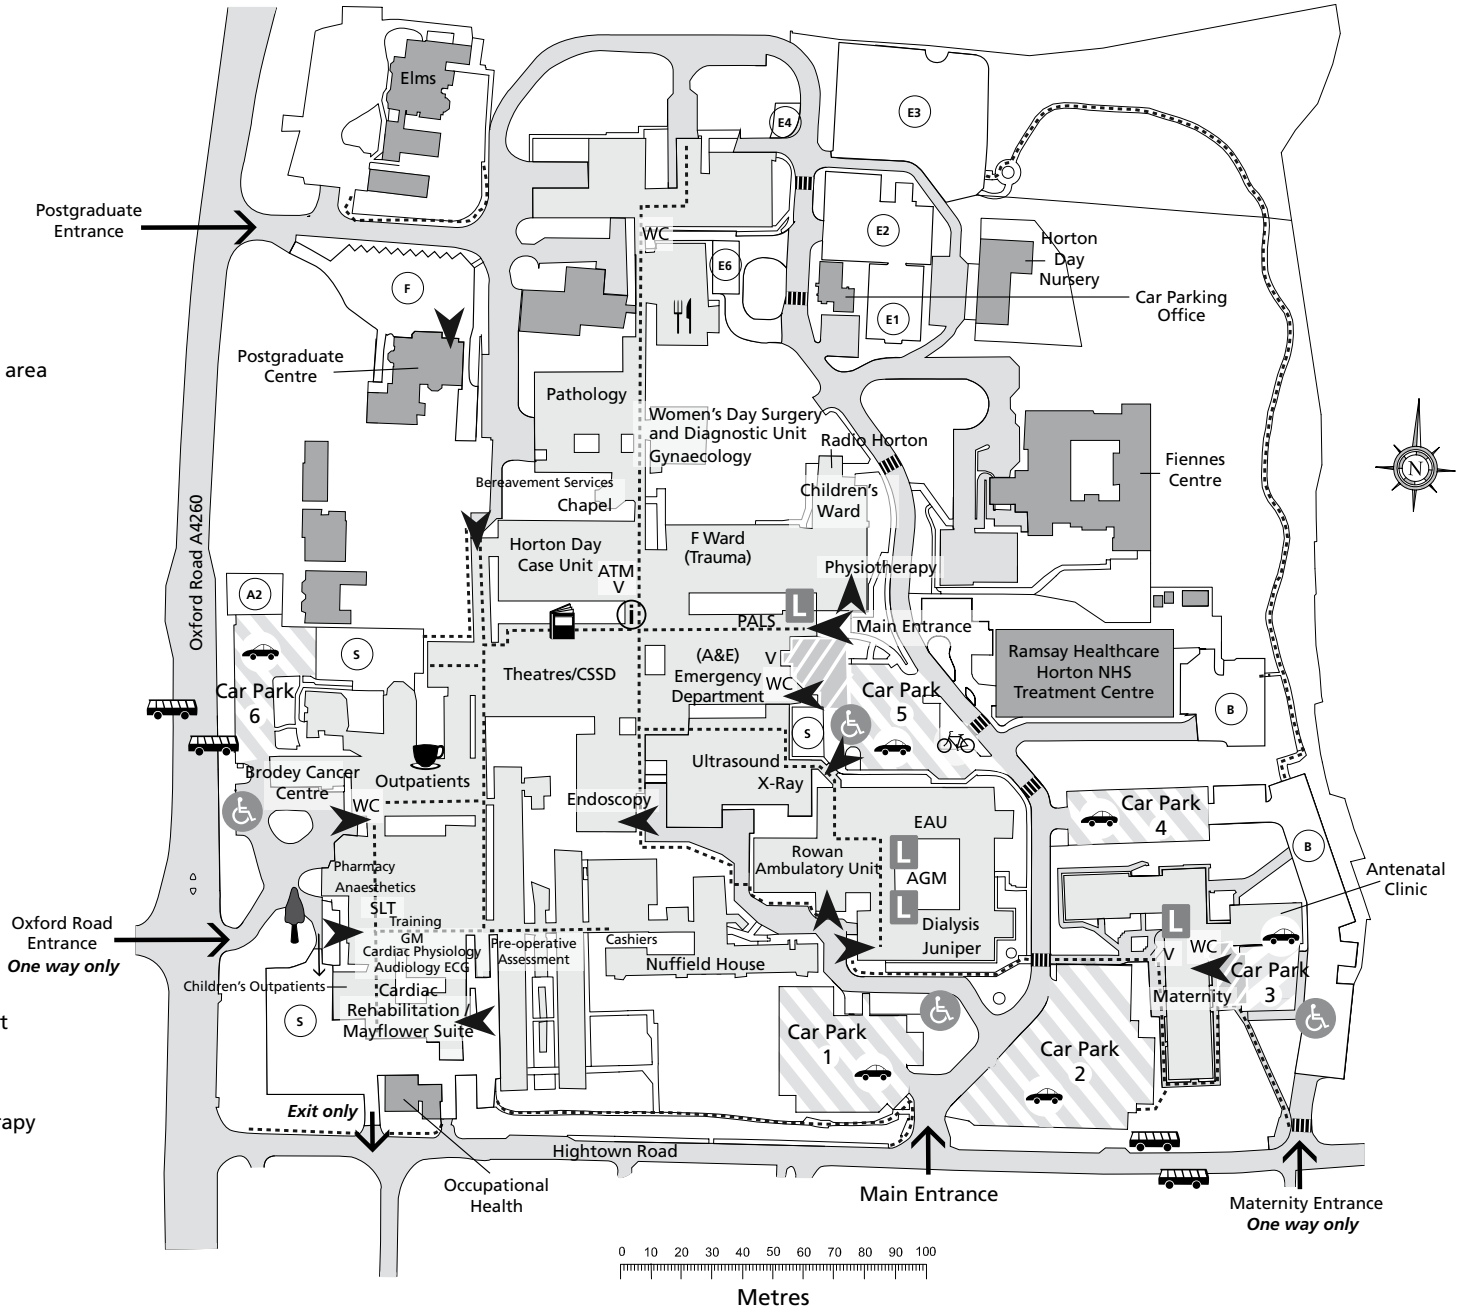 Elms
E4
E3
Postgraduate
Entrance
WC
E2
Horton
Day
Nursery
E6
F
E1
Car Parking
Office
Postgraduate
Centre
area
Pathology
Women's Day Surgery
and Diagnostic Unit
Gynaecology
Radio Horton
Fiennes
Centre
N
Bereavement Services
Chapel
Children's
Ward
Oxford Road A4260
Horton Day
Case Unit
ATM
V
F Ward
(Trauma)
Physiotherapy
A2
i
L
PALS
Main Entrance
S
Theatres/CSSD
(A&E)
Emergency
Department
V
WC
Ramsay Healthcare
Horton NHS
Treatment Centre
Car Park
6
Car Park
5
B
S
Ultrasound
X-Ray
Brodey Cancer
Centre
Outpatients
WC
Endoscopy
Car Park
4
EAU
Rowan
Ambulatory Unit
L
AGM
L
B
Pharmacy
Anaesthetics
SLT
Training
GM
Cardiac Physiology
Audiology ECG
Antenatal
Clinic
Oxford Road
Entrance
One way only
Pre-operative
Assessment
Cashiers
Nuffield House
Dialysis
Juniper
L
V
WC
Car Park
3
Maternity
Children's Outpatients
Cardiac
Rehabilitation /
Mayflower Suite
S
t
Car Park
1
Car Park
2
apy
Exit only
Hightown Road
Occupational
Health
Main Entrance
Maternity Entrance
One way only
0 10 20 30 40 50 60 70 80 90 100
Metres